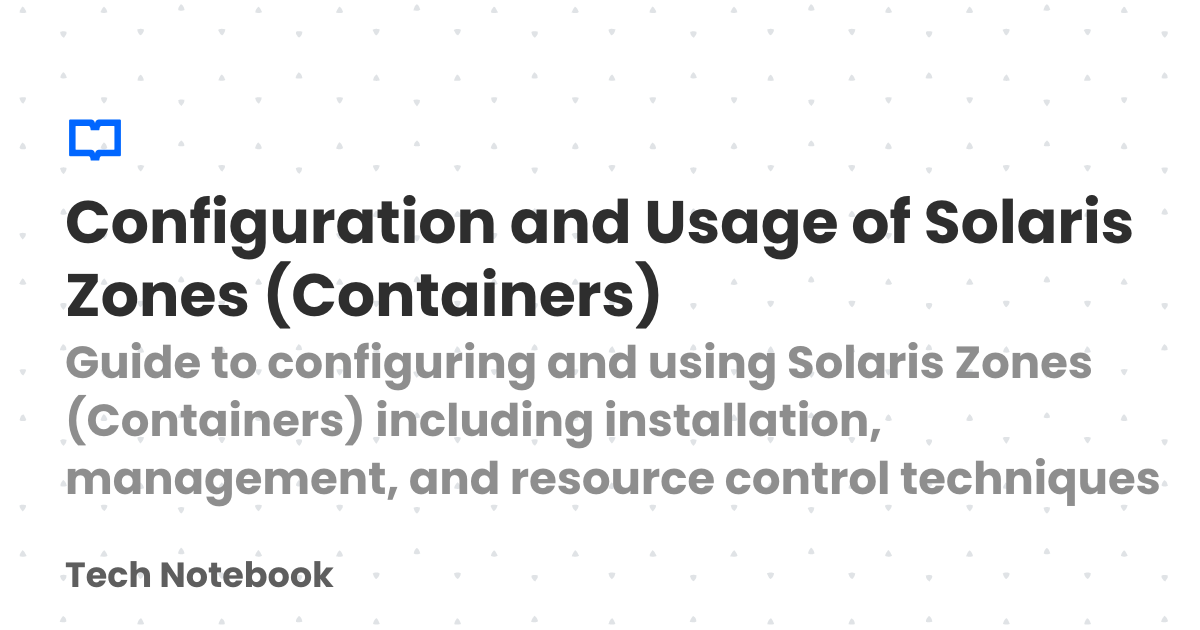 Configuration and Usage of Solaris
Zones (Containers)
Guide to configuring and using Solaris Zones
(Containers) including installation,
management, and resource control techniques
Tech Notebook